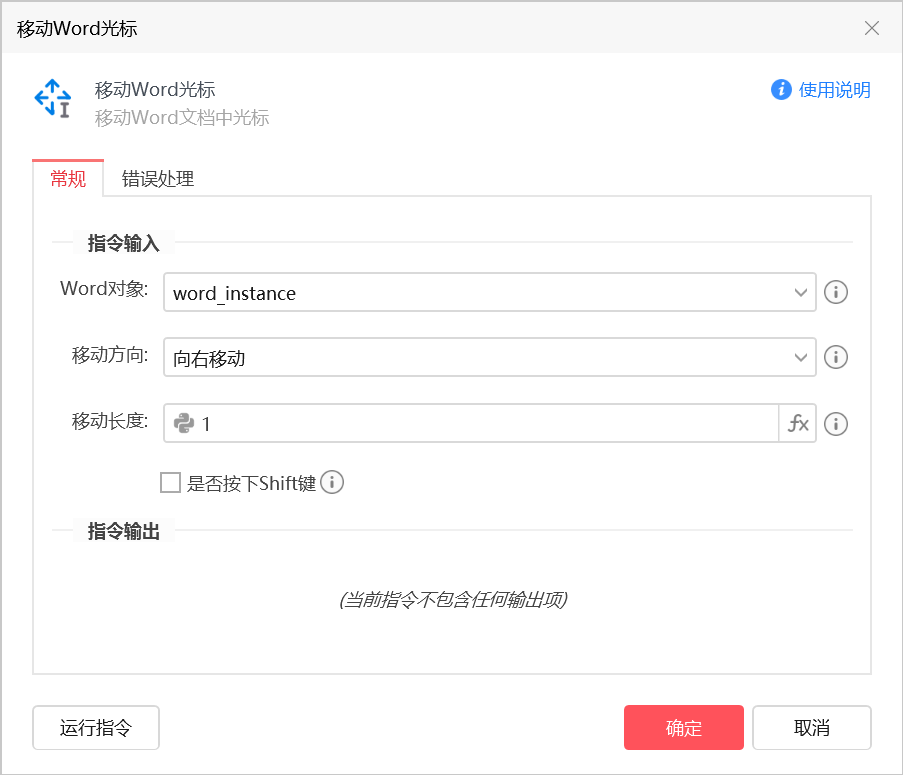 移动Word光标
移动Word光标
使用说明
移动Word文档中光标
常规 错误处理
指令输入
Word对象: word_instance
移动方向: 向右移动
移动长度: 1 fx
是否按下Shift键
指令输出
(当前指令不包含任何输出项)
运行指令 确定 取消